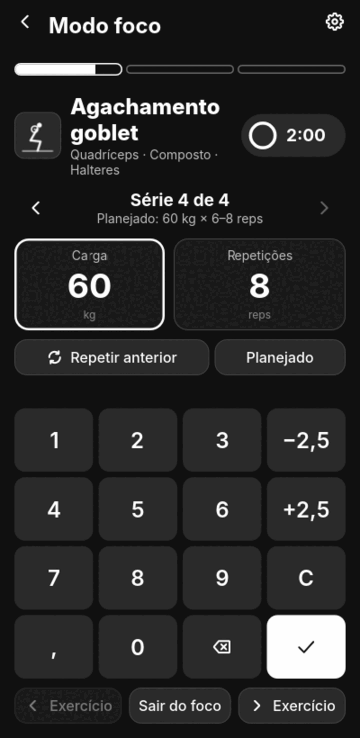 Modo foco
Agachamento
goblet
Quadríceps · Composto ·
Halteres
2:00
Série 4 de 4
Planejado: 60 kg × 6–8 reps
Carga
60
kg
Repetições
8
reps
Repetir anterior
Planejado
1 2 3 −2,5
4 5 6 +2,5
7 8 9 C
, 0
Exercício
Sair do foco
Exercício